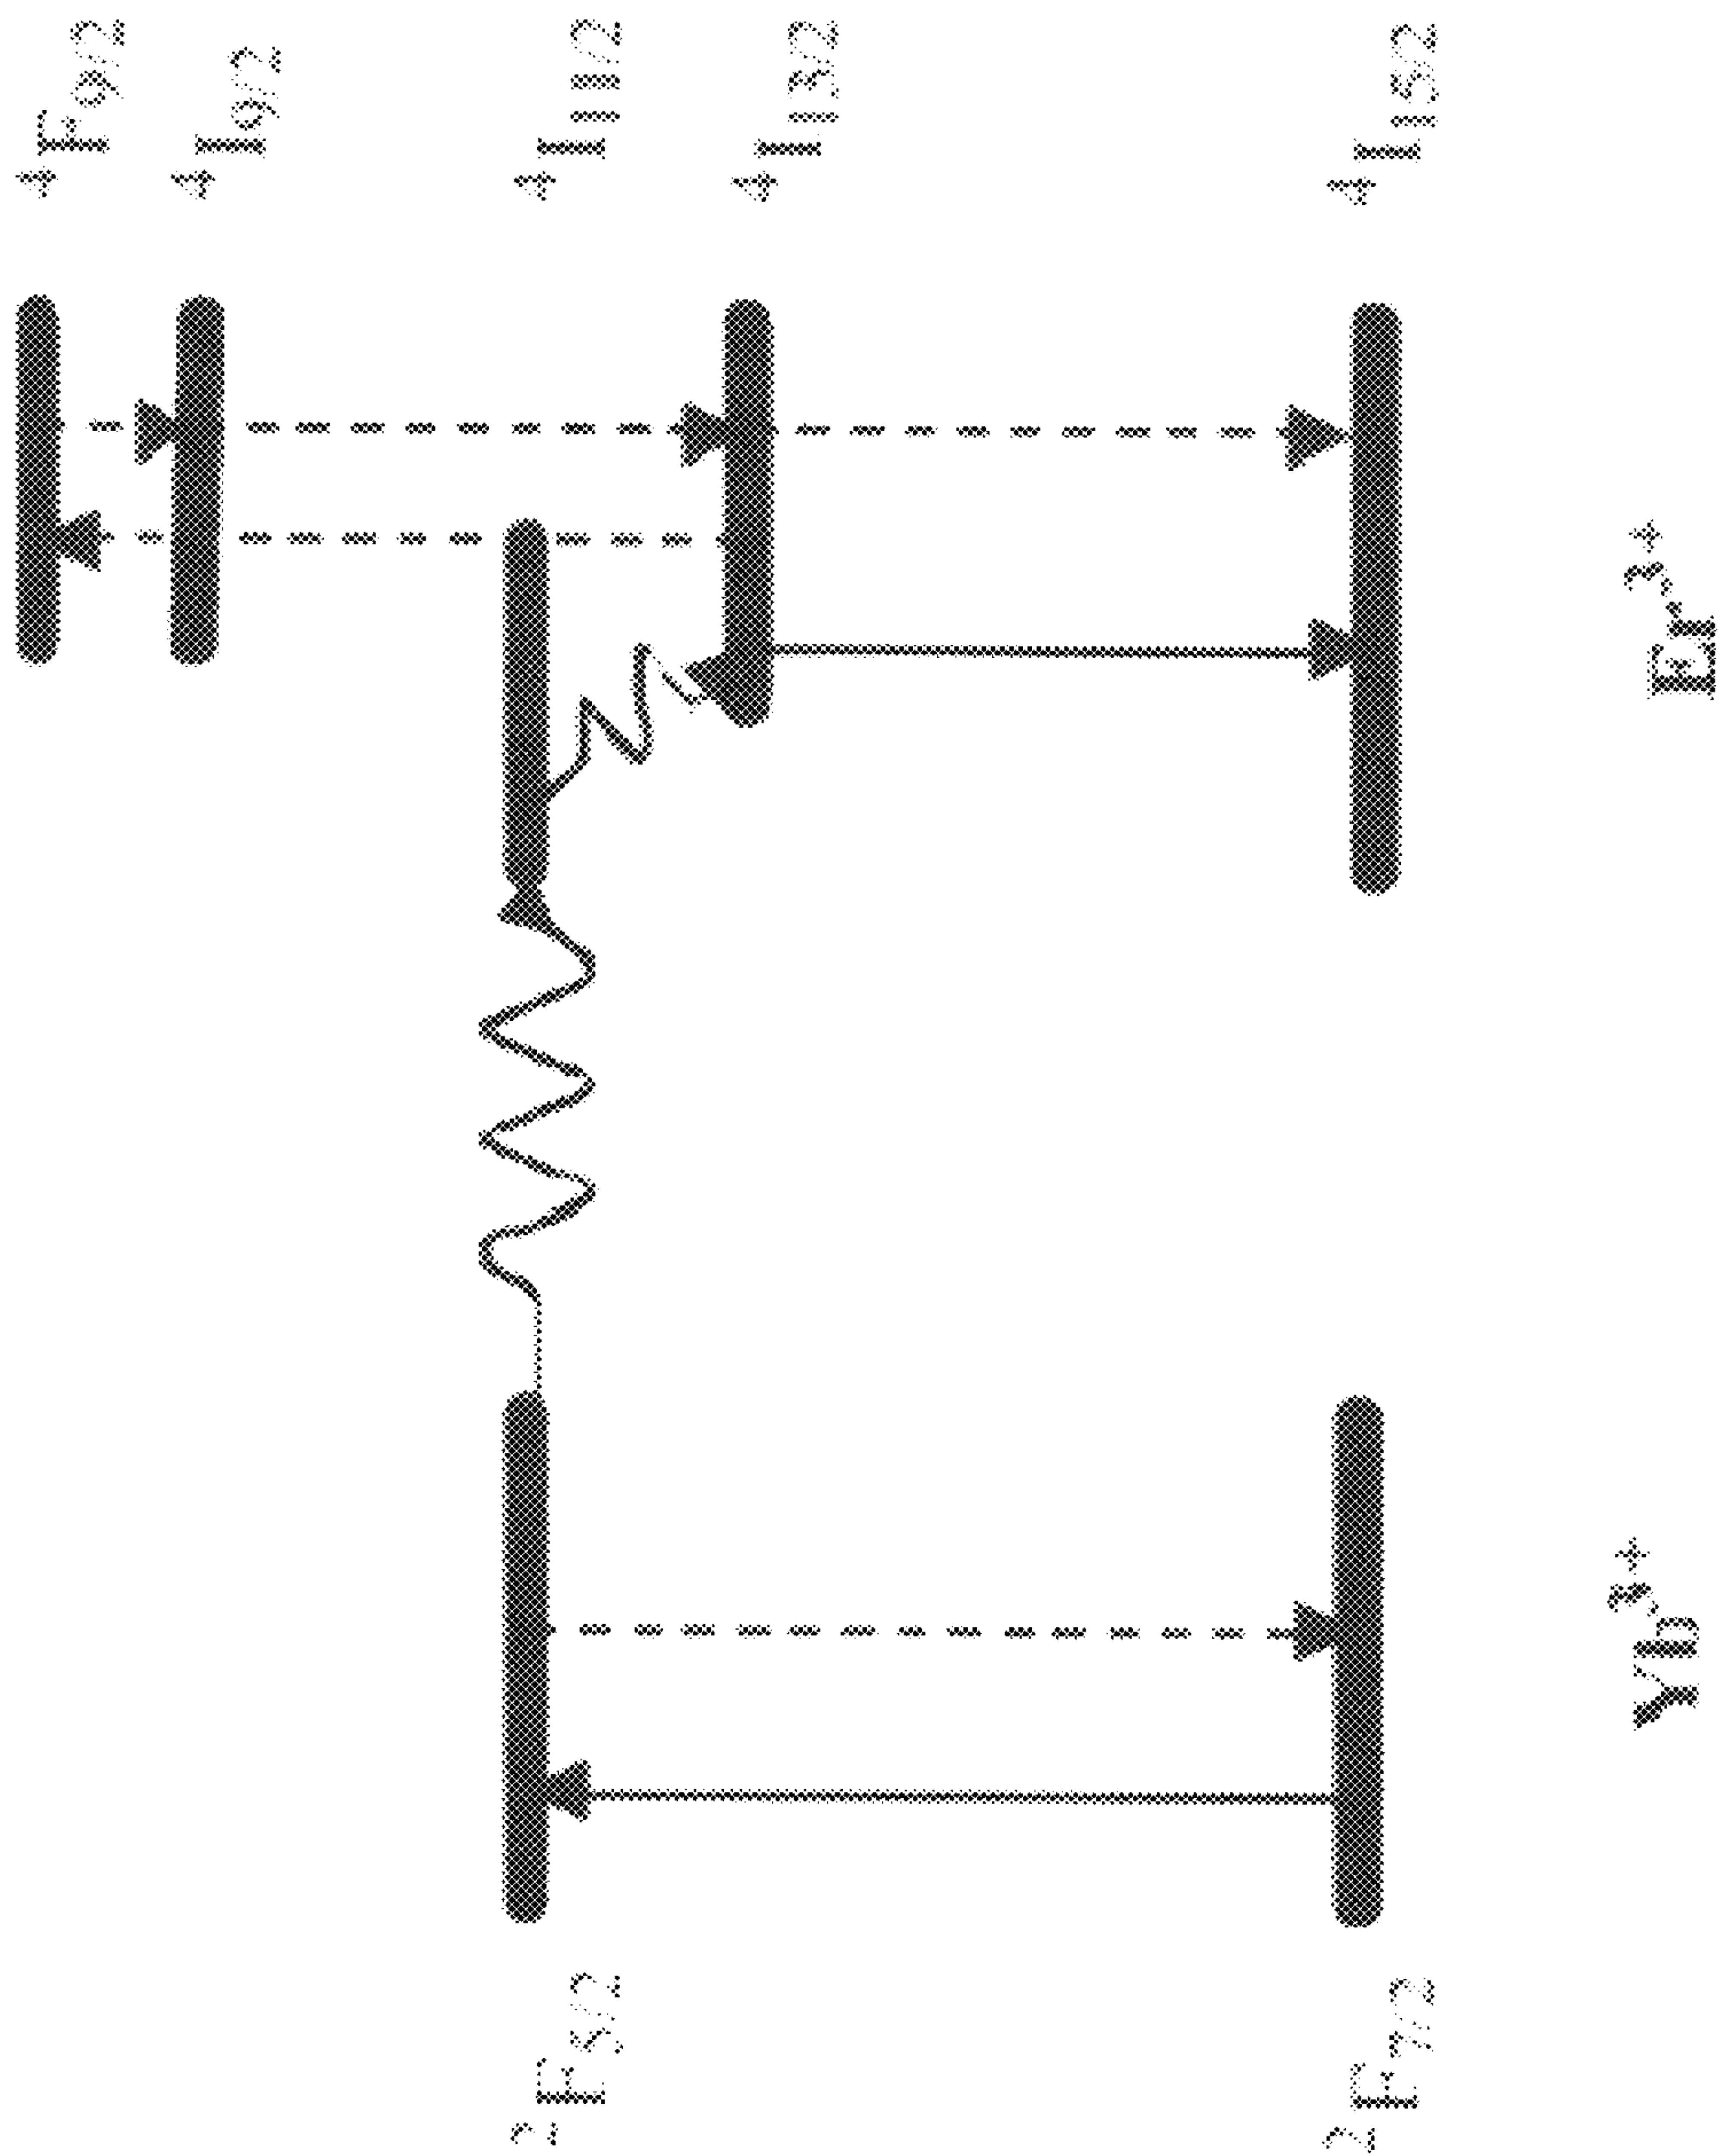 ⁴F9/2
⁴I9/2
⁴I11/2
⁴I13/2
⁴I15/2
²F5/2
²F7/2
Yb³⁺
Er³⁺